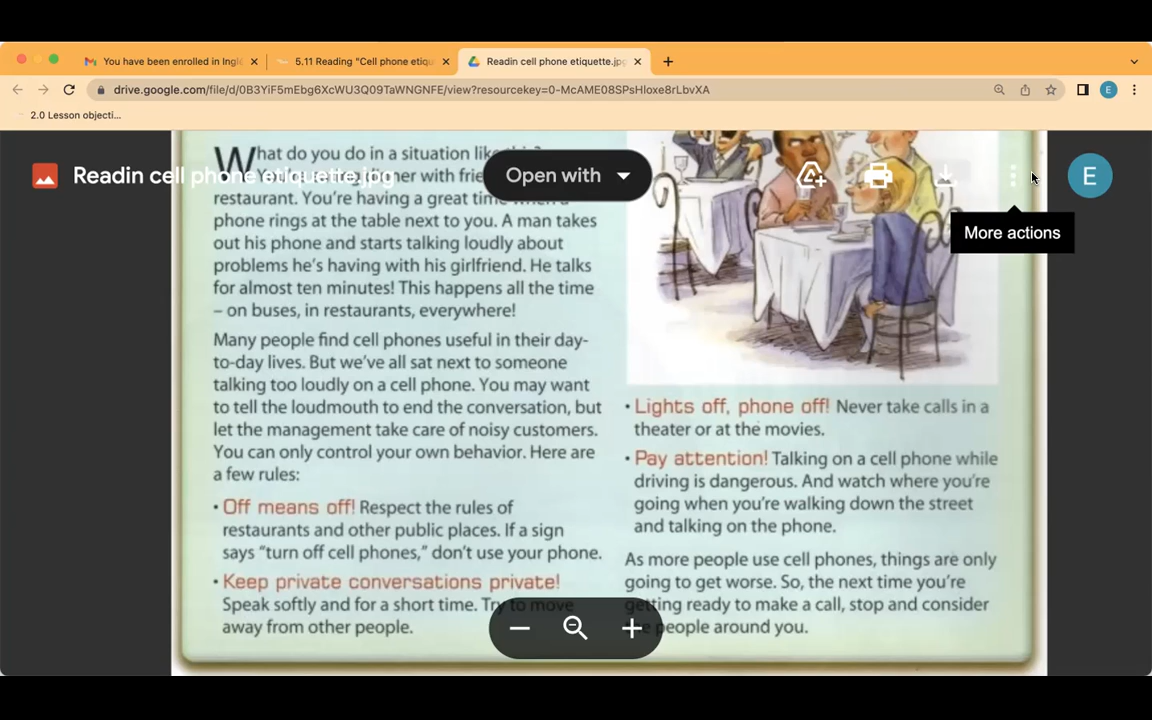 You have been enrolled in Ingl
5.11 Reading "Cell phone etiqu
Readin cell phone etiquette.jpg
drive.google.com/file/d/0B3YiF5mEbg6XcWU3Q09TaWNGNFE/view?resourcekey=0-McAME08SPsHloxe8rLbvXA
E
2.0 Lesson objecti...
Readin cell phone etiquette.jpg
Open with
E
More actions
What do you do in a situation like this?
restaurant. You're having a great time when a
phone rings at the table next to you. A man takes
out his phone and starts talking loudly about
problems he's having with his girlfriend. He talks
for almost ten minutes! This happens all the time
– on buses, in restaurants, everywhere!
Many people find cell phones useful in their day-
to-day lives. But we've all sat next to someone
talking too loudly on a cell phone. You may want
to tell the loudmouth to end the conversation, but
let the management take care of noisy customers.
You can only control your own behavior. Here are
a few rules:
• Off means off! Respect the rules of
restaurants and other public places. If a sign
says "turn off cell phones," don't use your phone.
• Keep private conversations private!
Speak softly and for a short time. Try to move
away from other people.
• Lights off, phone off! Never take calls in a
theater or at the movies.
• Pay attention! Talking on a cell phone while
driving is dangerous. And watch where you're
going when you're walking down the street
and talking on the phone.
As more people use cell phones, things are only
going to get worse. So, the next time you're
getting ready to make a call, stop and consider
the people around you.